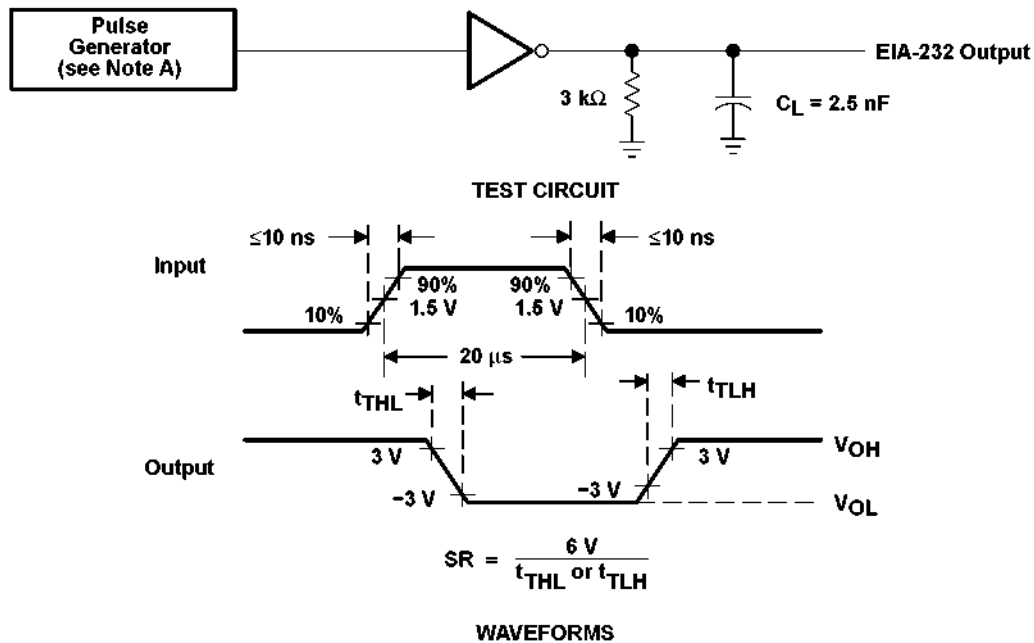 Pulse
Generator
(see Note A)
EIA-232 Output
3 kΩ
CL = 2.5 nF
TEST CIRCUIT
≤10 ns
≤10 ns
Input
90%
90%
1.5 V
1.5 V
10%
10%
20 μs
tTHL
tTLH
Output
3 V
3 V
VOH
−3 V
−3 V
VOL
SR = 6 V
tTHL or tTLH
WAVEFORMS